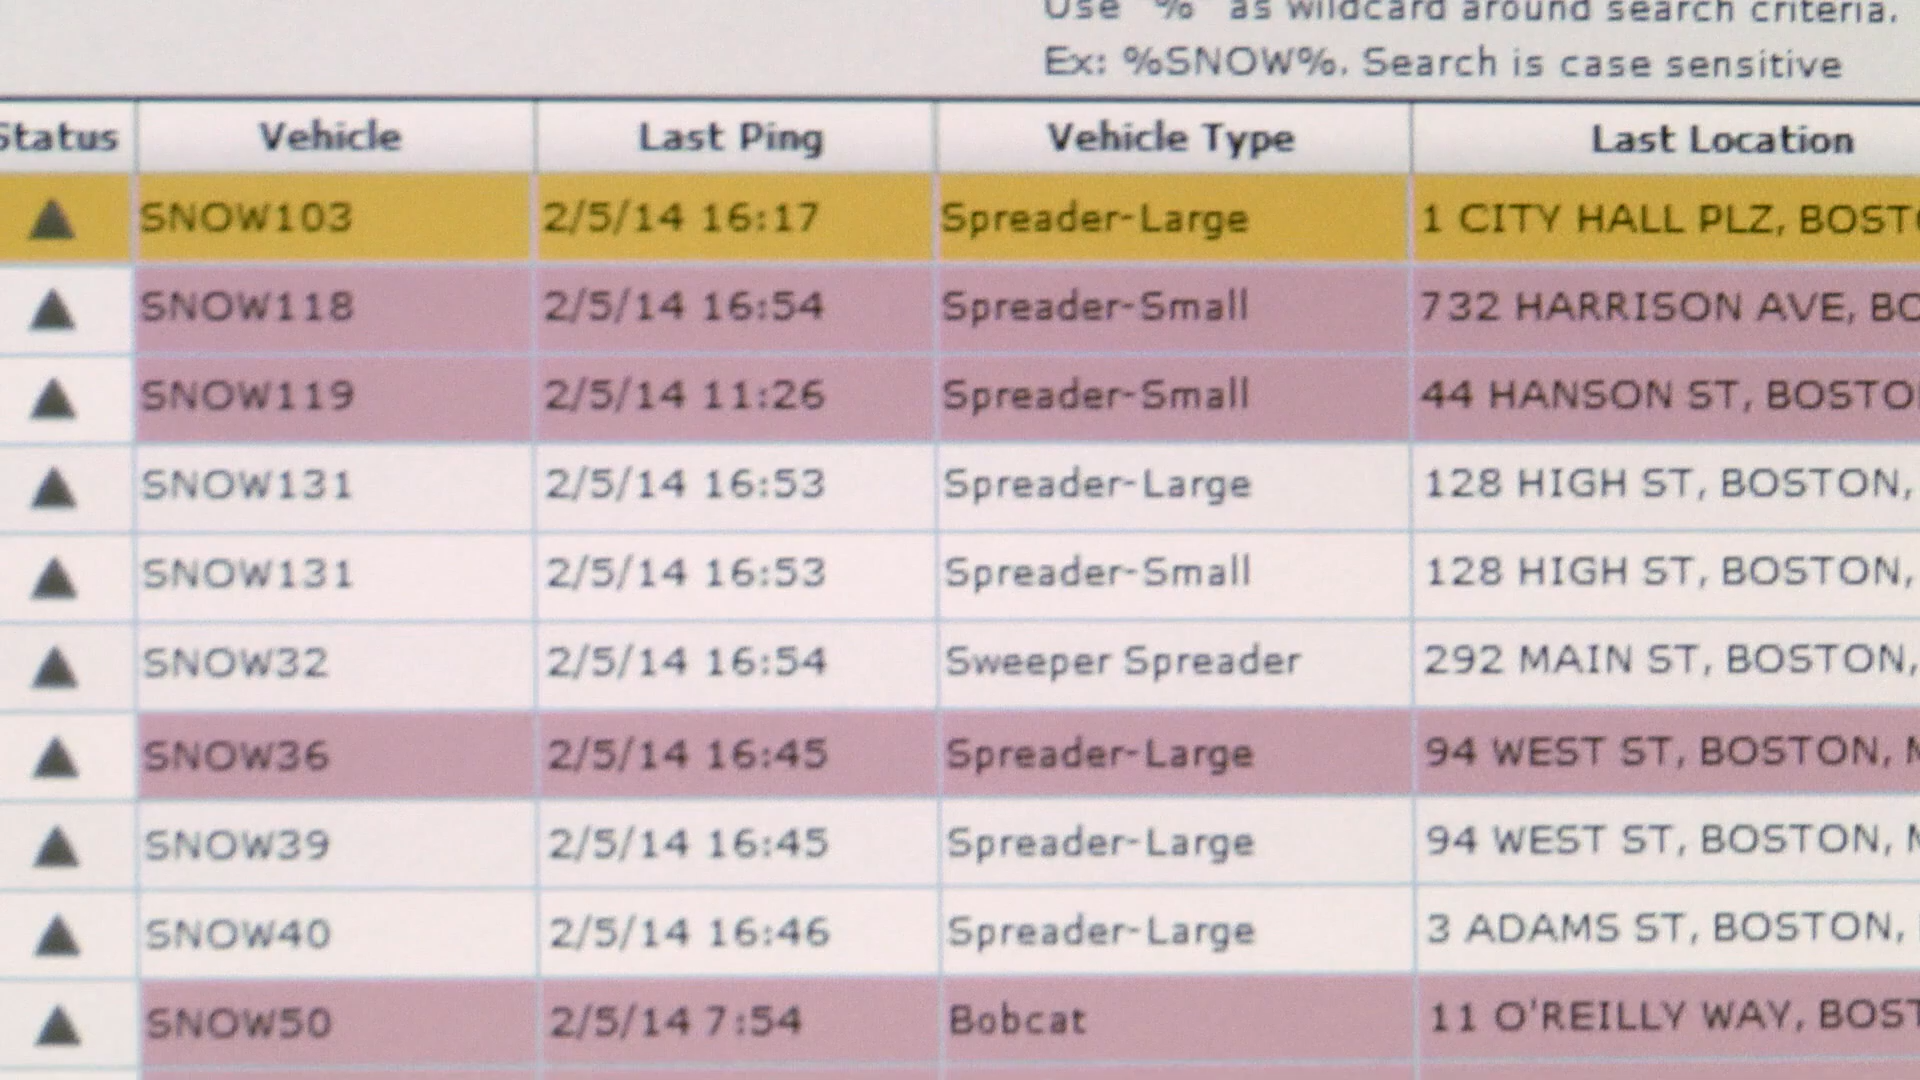 Use "%" as wildcard around search criteria.
Ex: %SNOW%. Search is case sensitive
Status Vehicle Last Ping Vehicle Type Last Location
SNOW103 2/5/14 16:17 Spreader-Large 1 CITY HALL PLZ, BOSTO
SNOW118 2/5/14 16:54 Spreader-Small 732 HARRISON AVE, BO
SNOW119 2/5/14 11:26 Spreader-Small 44 HANSON ST, BOSTO
SNOW131 2/5/14 16:53 Spreader-Large 128 HIGH ST, BOSTON,
SNOW131 2/5/14 16:53 Spreader-Small 128 HIGH ST, BOSTON,
SNOW32 2/5/14 16:54 Sweeper Spreader 292 MAIN ST, BOSTON,
SNOW36 2/5/14 16:45 Spreader-Large 94 WEST ST, BOSTON, M
SNOW39 2/5/14 16:45 Spreader-Large 94 WEST ST, BOSTON, M
SNOW40 2/5/14 16:46 Spreader-Large 3 ADAMS ST, BOSTON,
SNOW50 2/5/14 7:54 Bobcat 11 O'REILLY WAY, BOST